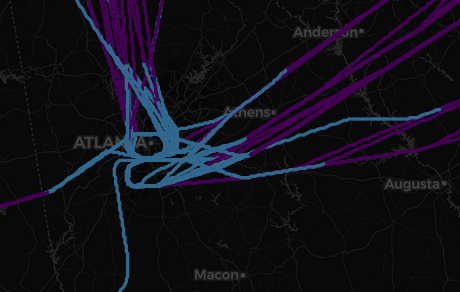 Anderson
Athens
ATLANTA
Augusta
Macon